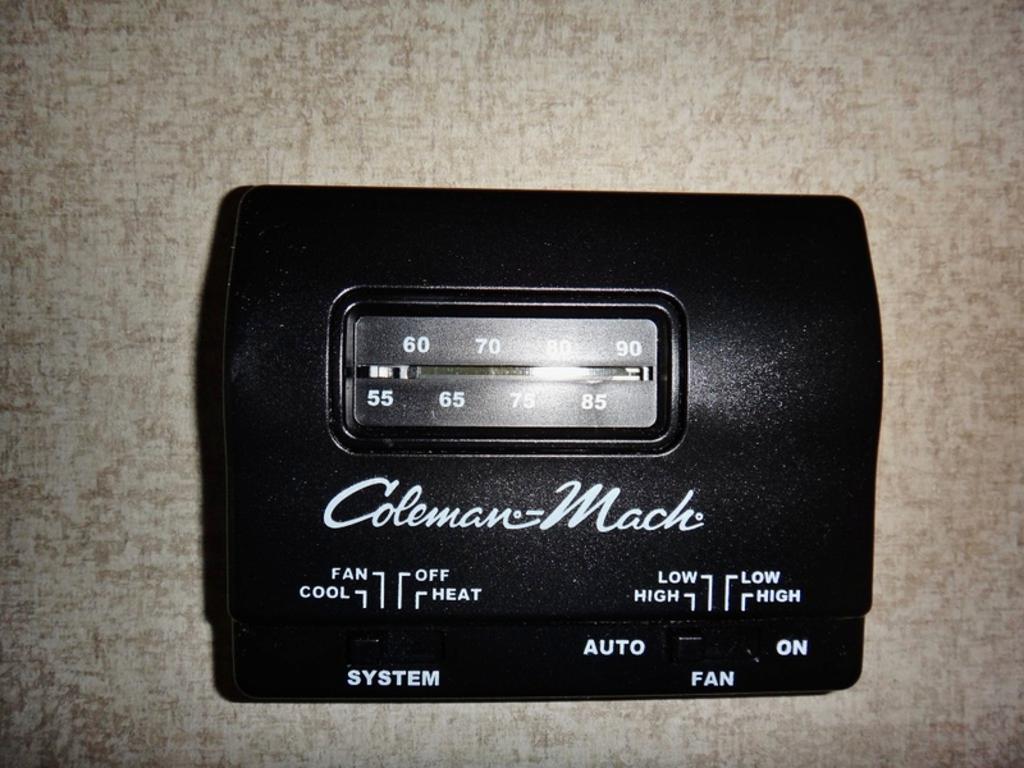 60 70 80 90
55 65 75 85
Coleman-Mach
FAN OFF LOW LOW
COOL HEAT HIGH HIGH
AUTO ON
SYSTEM FAN